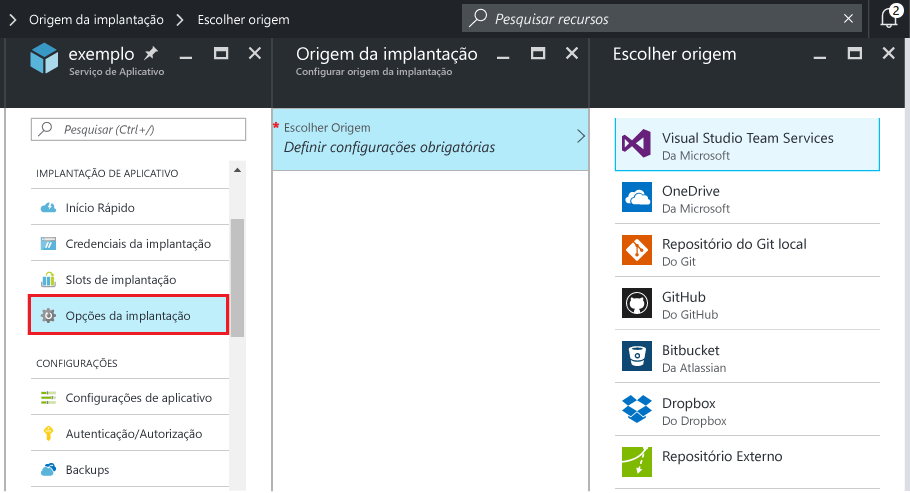 Origem da implantação
Escolher origem
Pesquisar recursos
2
exemplo
Serviço de Aplicativo
Pesquisar (Ctrl+/)
IMPLANTAÇÃO DE APLICATIVO
Início Rápido
Credenciais da implantação
Slots de implantação
Opções da implantação
CONFIGURAÇÕES
Configurações de aplicativo
Autenticação/Autorização
Backups
Origem da implantação
Configurar origem da implantação
* Escolher Origem
Definir configurações obrigatórias
Escolher origem
Visual Studio Team Services
Da Microsoft
OneDrive
Da Microsoft
Repositório do Git local
Do Git
GitHub
Do GitHub
Bitbucket
Da Atlassian
Dropbox
Do Dropbox
Repositório Externo